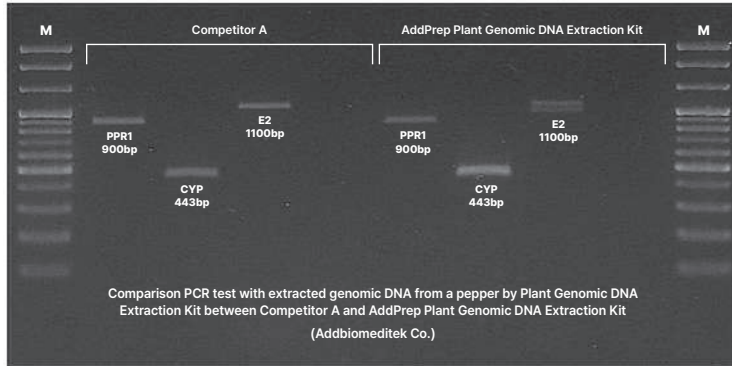 M Competitor A AddPrep Plant Genomic DNA Extraction Kit M
PPR1
900bp
CYP
443bp
E2
1100bp
PPR1
900bp
CYP
443bp
E2
1100bp
Comparison PCR test with extracted genomic DNA from a pepper by Plant Genomic DNA
Extraction Kit between Competitor A and AddPrep Plant Genomic DNA Extraction Kit
(Addbiomeditek Co.)